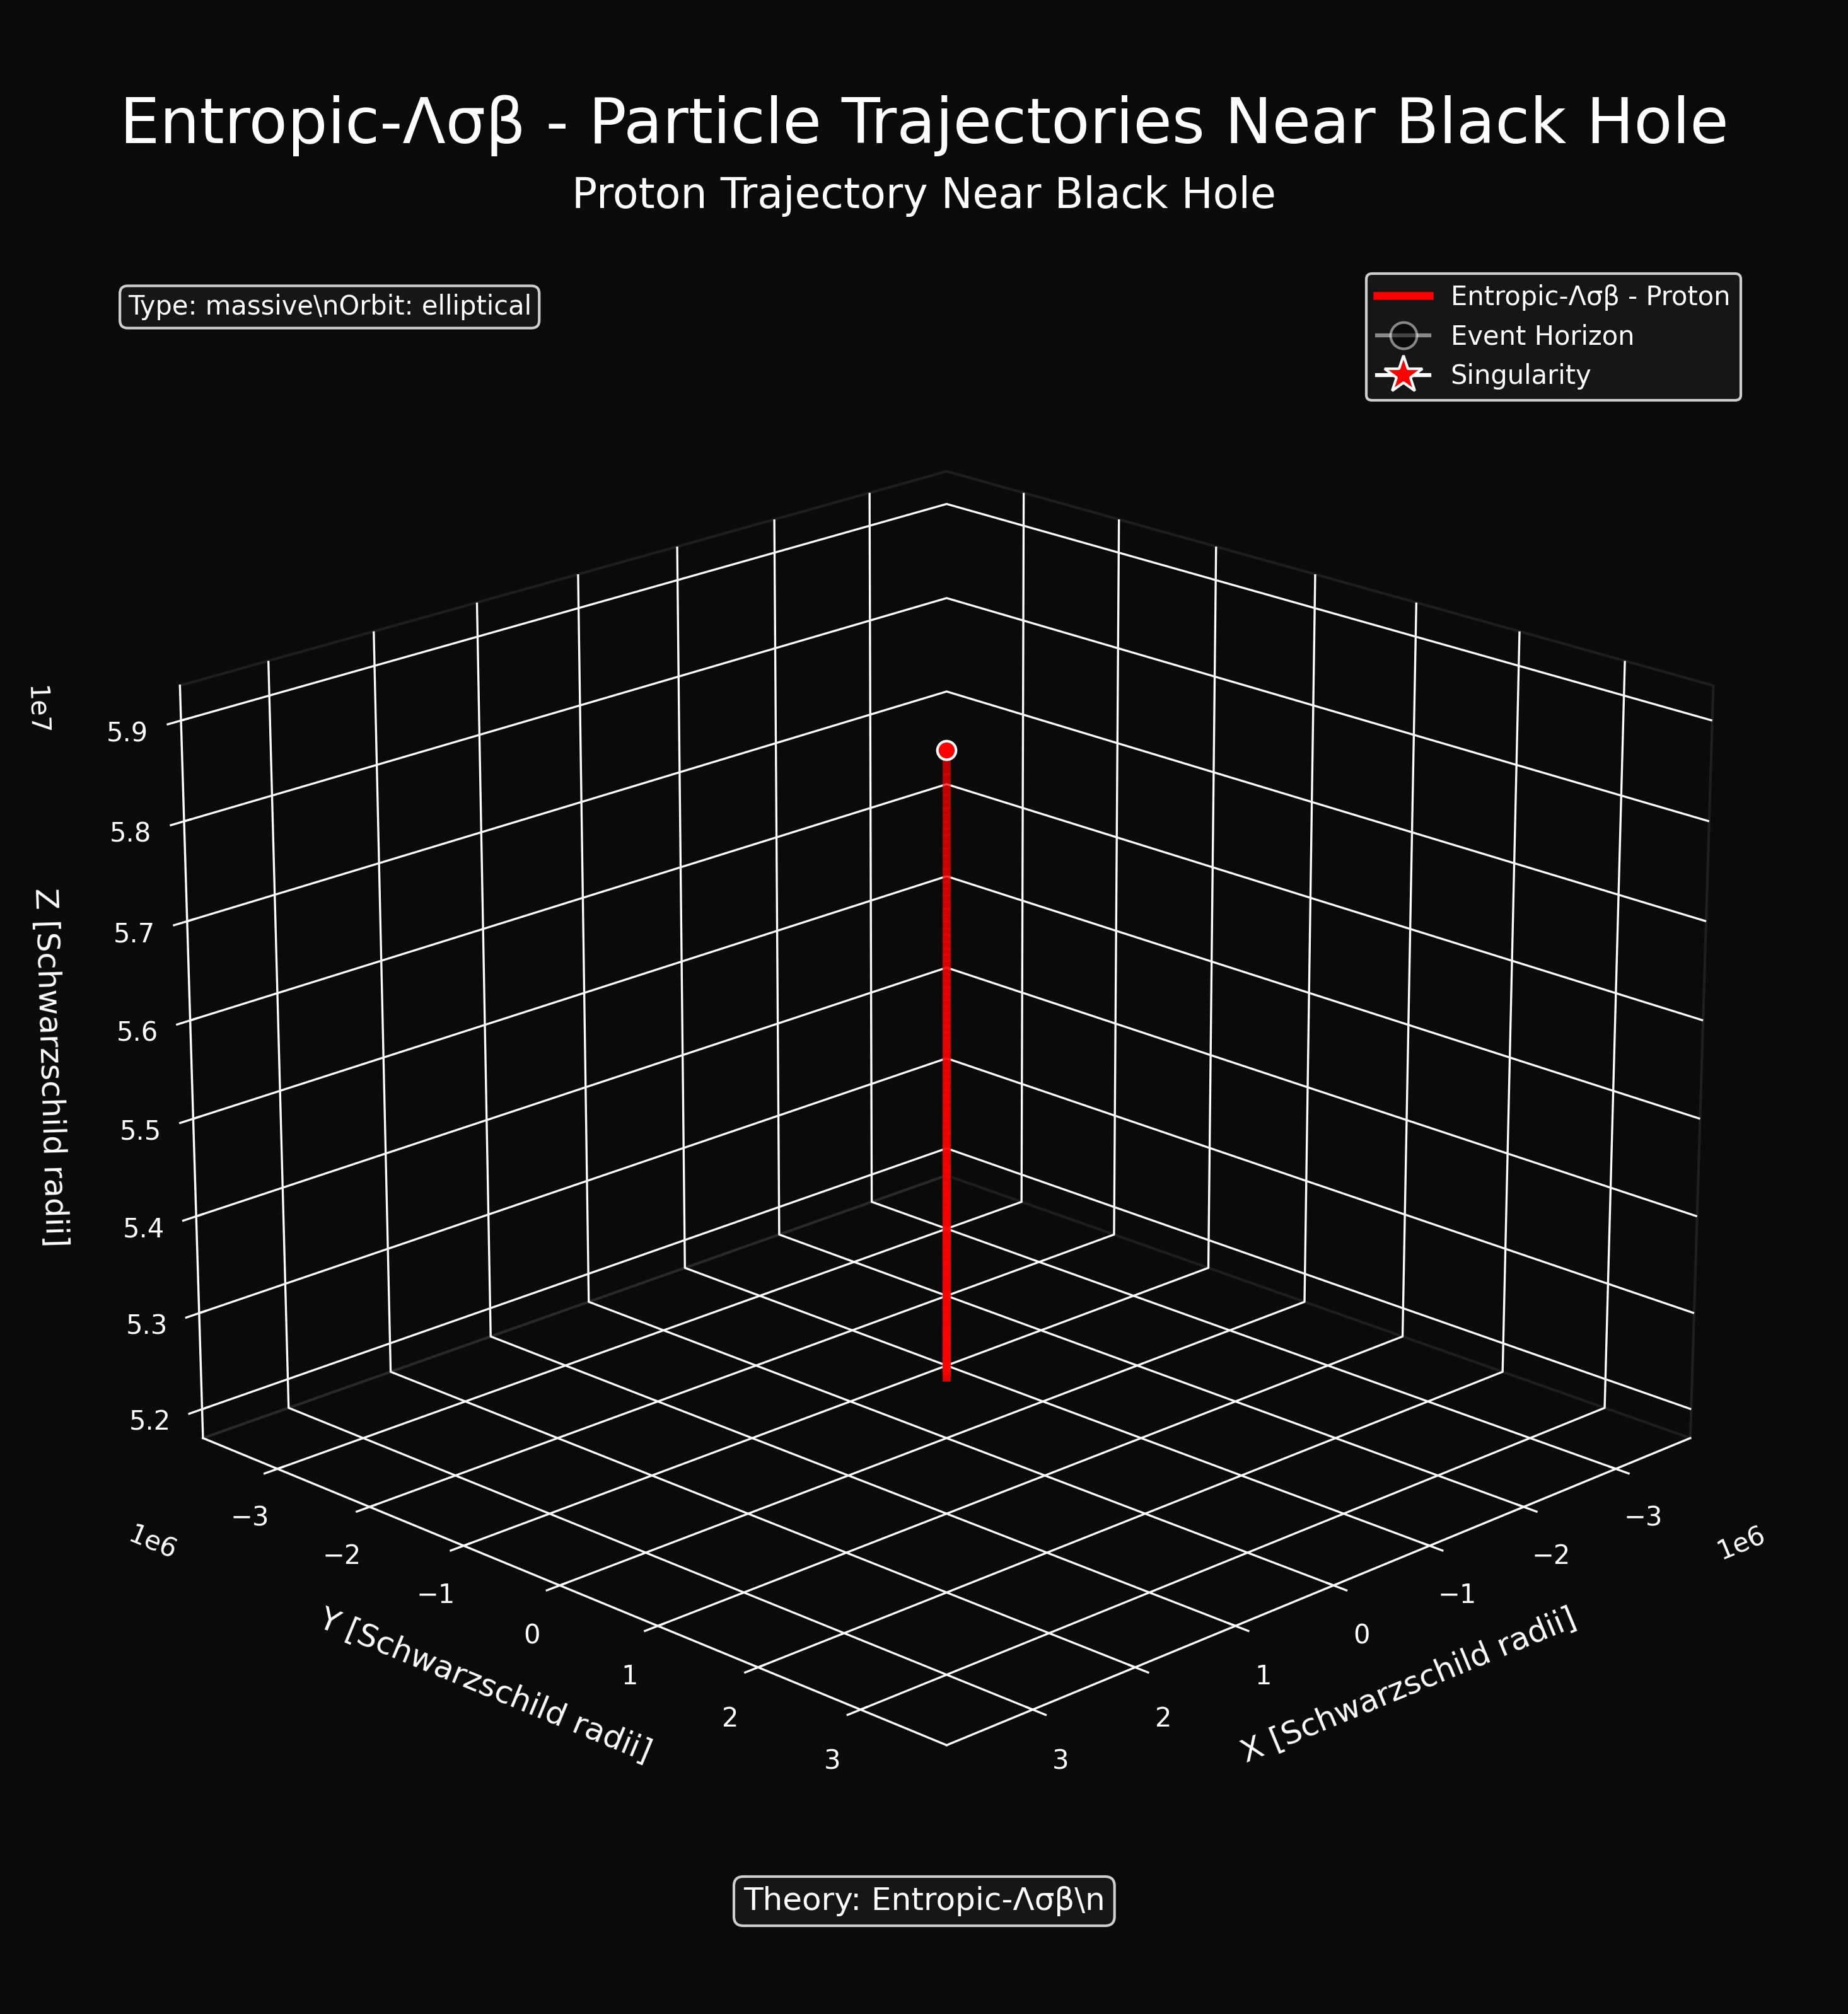 Entropic-Λσβ - Particle Trajectories Near Black Hole
Proton Trajectory Near Black Hole
Type: massive\nOrbit: elliptical
Entropic-Λσβ - Proton
Event Horizon
Singularity
1e7
5.9
5.8
5.7
5.6
5.5
5.4
5.3
5.2
Z [Schwarzschild radii]
−3
−2
−1
0
1
2
3
1e6
Y [Schwarzschild radii]
3
2
1
0
−1
−2
−3
1e6
X [Schwarzschild radii]
Theory: Entropic-Λσβ\n